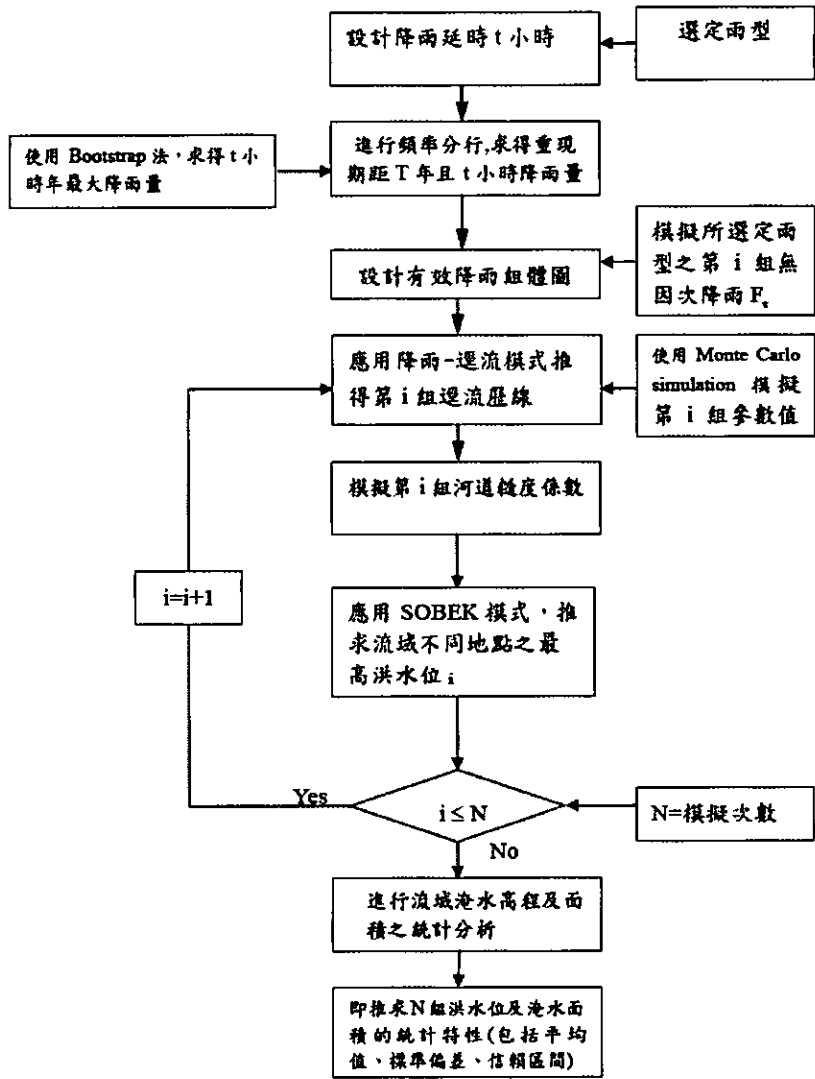 設計降雨延時 t 小時
選定雨型
使用 Bootstrap 法，求得 t 小
時年最大降雨量
進行頻率分行,求得重現
期距 T 年且 t 小時降雨量
模擬所選定雨
型之第 i 組無
因次降雨 Fτ
設計有效降雨組體圖
應用降雨-逕流模式推
得第 i 組逕流歷線
使用 Monte Carlo
simulation 模擬
第 i 組參數值
模擬第 i 組河道糙度係數
i=i+1
應用 SOBEK 模式，推
求流域不同地點之最
高洪水位 i
Yes
i ≤ N
N=模擬次數
No
進行流域淹水高程及面
積之統計分析
即推求N組洪水位及淹水面
積的統計特性(包括平均
值、標準偏差、信賴區間)